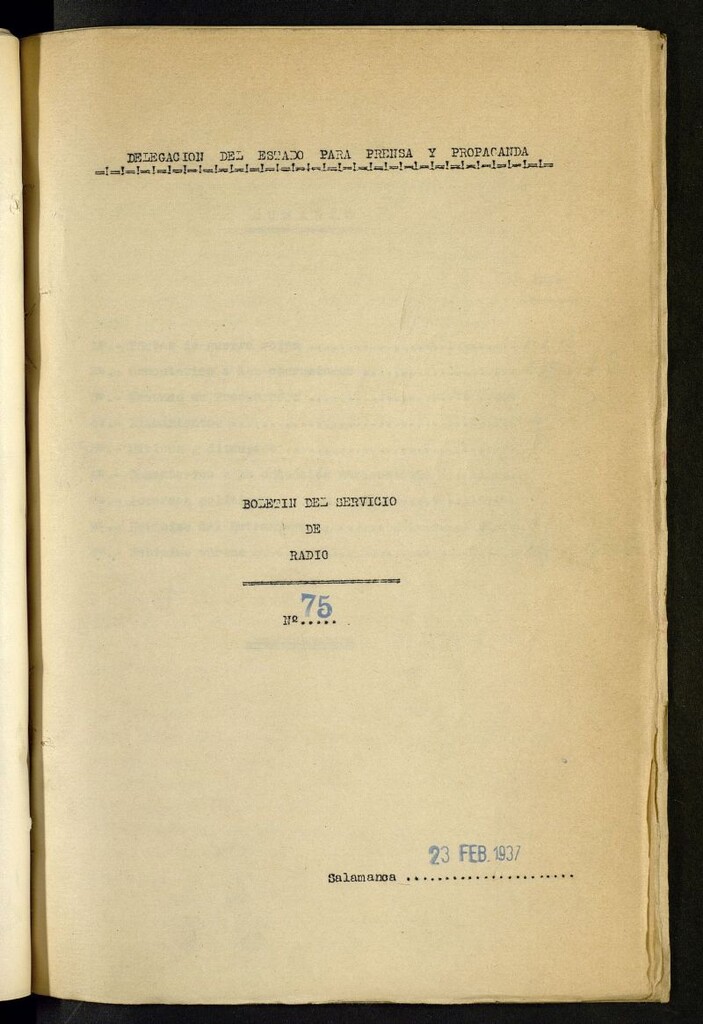 DELEGACION DEL ESTADO PARA PRENSA Y PROPAGANDA
BOLETIN DEL SERVICIO
DE
RADIO
Nº 75
23 FEB. 1937
Salamanca ......................